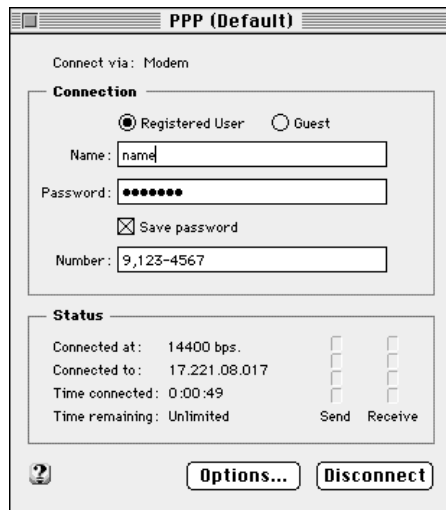 PPP (Default)
Connect via: Modem
Connection
Registered User Guest
Name: name
Password: ●●●●●●●
Save password
Number: 9,123-4567
Status
Connected at: 14400 bps.
Connected to: 17.221.08.017
Time connected: 0:00:49
Time remaining: Unlimited Send Receive
? Options... Disconnect